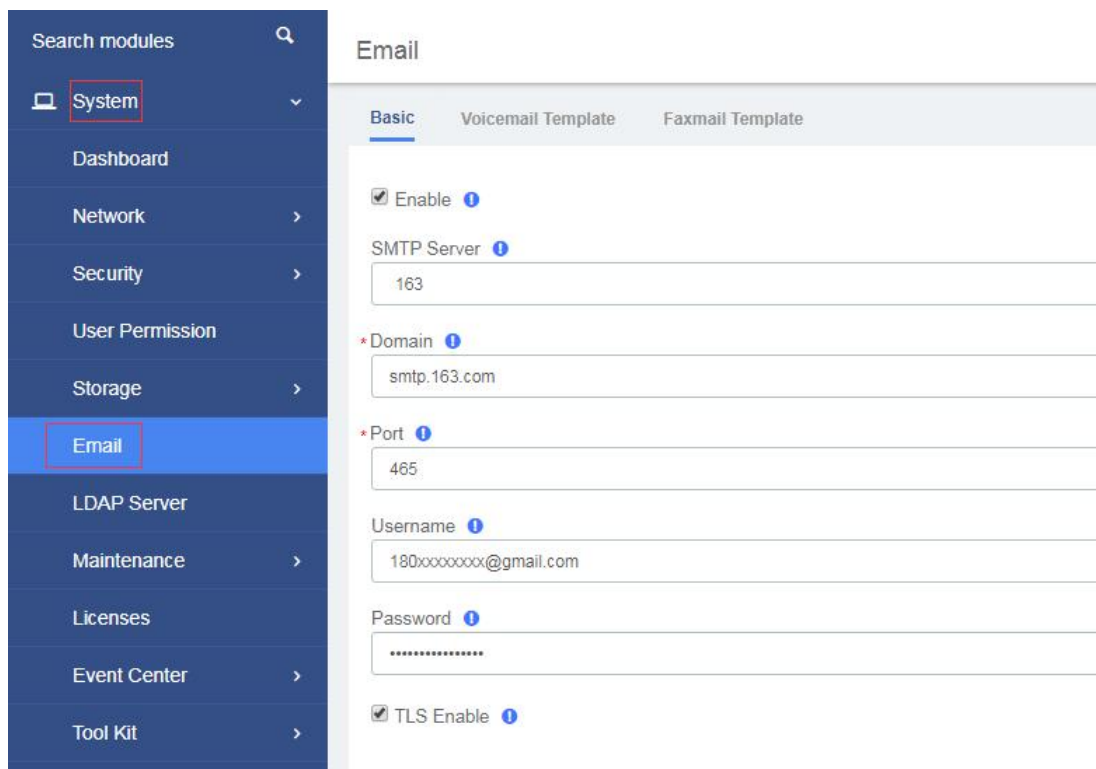 Search modules
System
Dashboard
Network
Security
User Permission
Storage
Email
LDAP Server
Maintenance
Licenses
Event Center
Tool Kit
Email
Basic Voicemail Template Faxmail Template
Enable
SMTP Server
163
*Domain
smtp.163.com
*Port
465
Username
180xxxxxxxx@gmail.com
Password
••••••••••••••••
TLS Enable